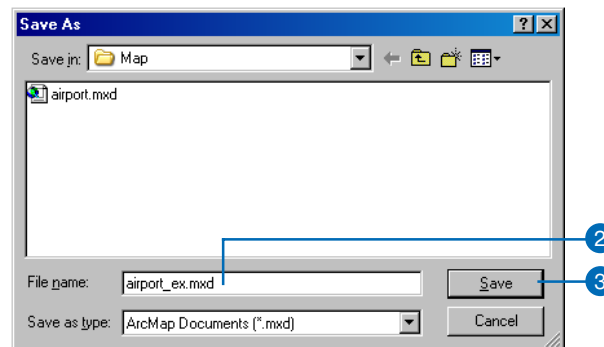 Save As
Save in: Map
airport.mxd
2
File name: airport_ex.mxd Save
3
Save as type: ArcMap Documents (*.mxd) Cancel